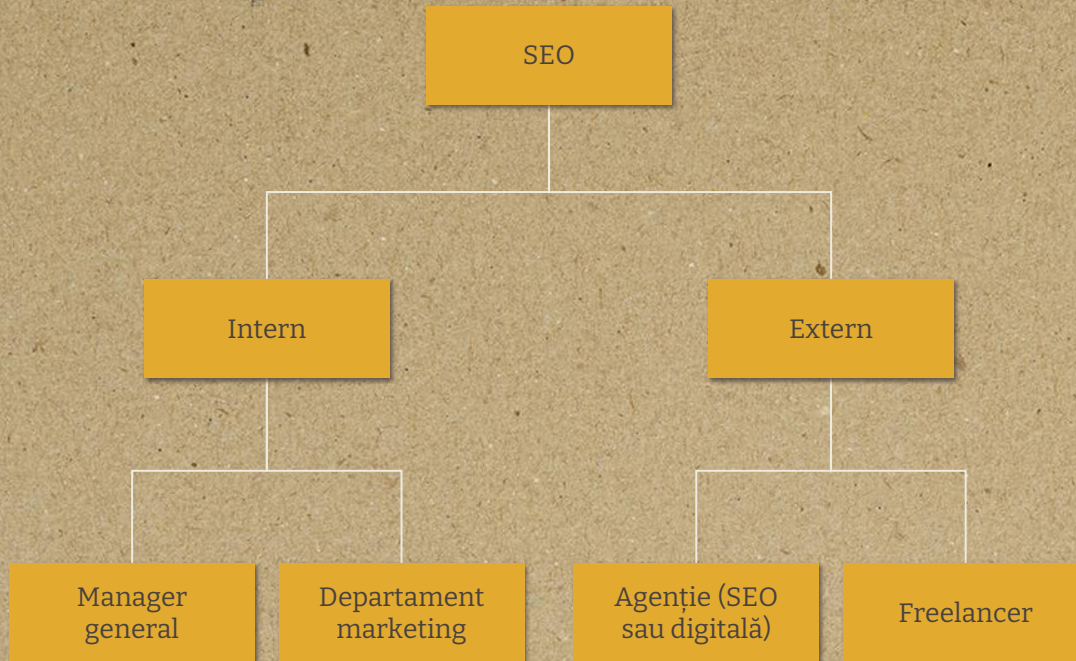 SEO
Intern
Extern
Manager
general
Departament
marketing
Agenție (SEO
sau digitală)
Freelancer